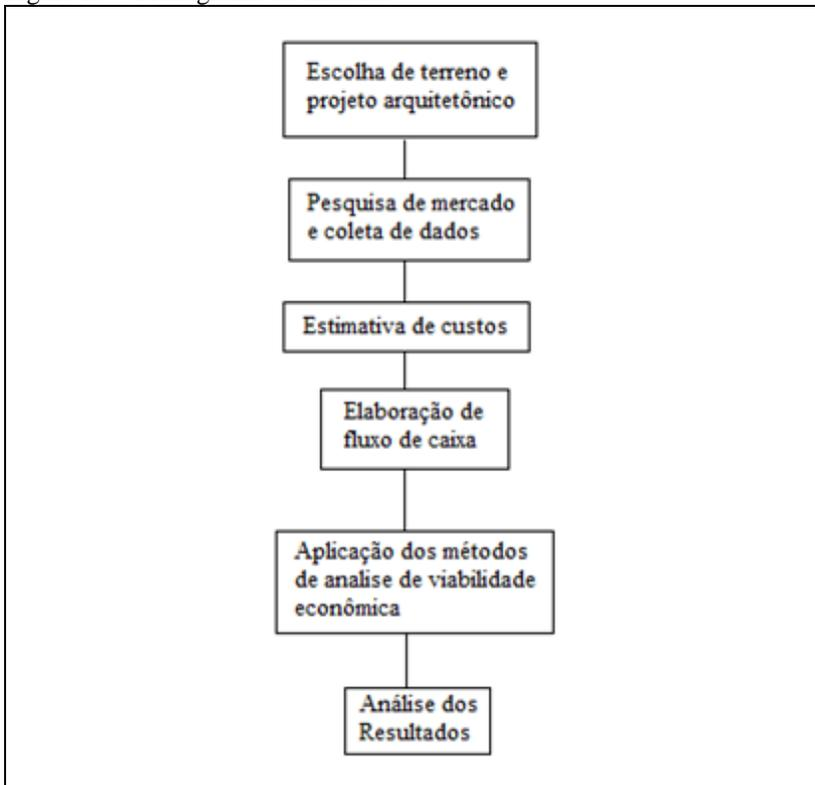 Escolha de terreno e
projeto arquitetônico
Pesquisa de mercado
e coleta de dados
Estimativa de custos
Elaboração de
fluxo de caixa
Aplicação dos métodos
de analise de viabilidade
econômica
Análise dos
Resultados